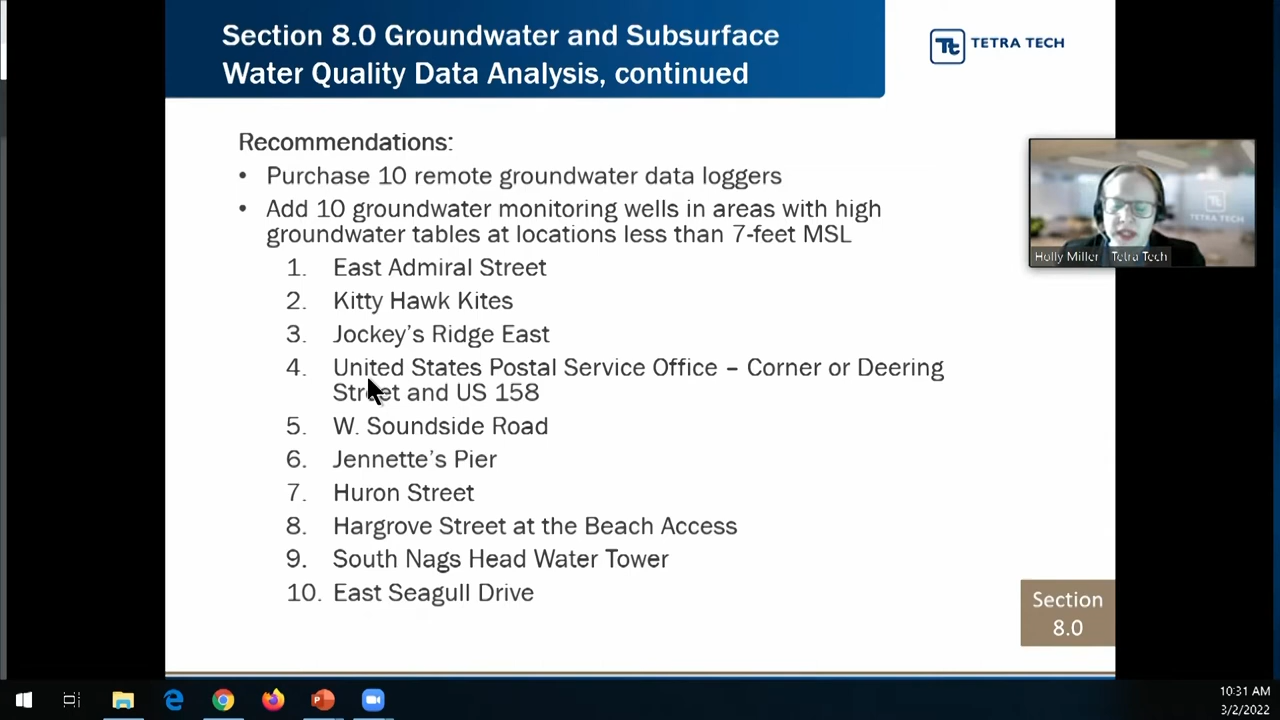 Section 8.0 Groundwater and Subsurface
Water Quality Data Analysis, continued
Tt TETRA TECH
Recommendations:
• Purchase 10 remote groundwater data loggers
• Add 10 groundwater monitoring wells in areas with high
groundwater tables at locations less than 7-feet MSL
1. East Admiral Street
2. Kitty Hawk Kites
3. Jockey's Ridge East
4. United States Postal Service Office – Corner or Deering
Street and US 158
5. W. Soundside Road
6. Jennette's Pier
7. Huron Street
8. Hargrove Street at the Beach Access
9. South Nags Head Water Tower
10. East Seagull Drive
TETRA TECH
Holly Miller Tetra Tech
Section
8.0
10:31 AM
3/2/2022